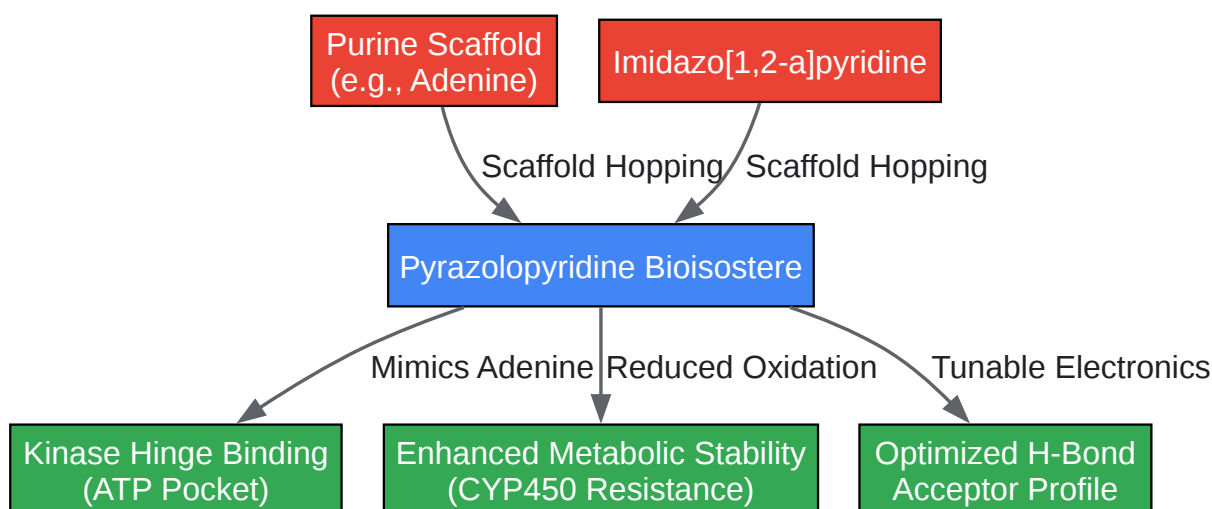 Purine Scaffold
(e.g., Adenine)
Imidazo[1,2-a]pyridine
Scaffold Hopping
Scaffold Hopping
Pyrazolopyridine Bioisostere
Mimics Adenine
Reduced Oxidation
Tunable Electronics
Kinase Hinge Binding
(ATP Pocket)
Enhanced Metabolic Stability
(CYP450 Resistance)
Optimized H-Bond
Acceptor Profile